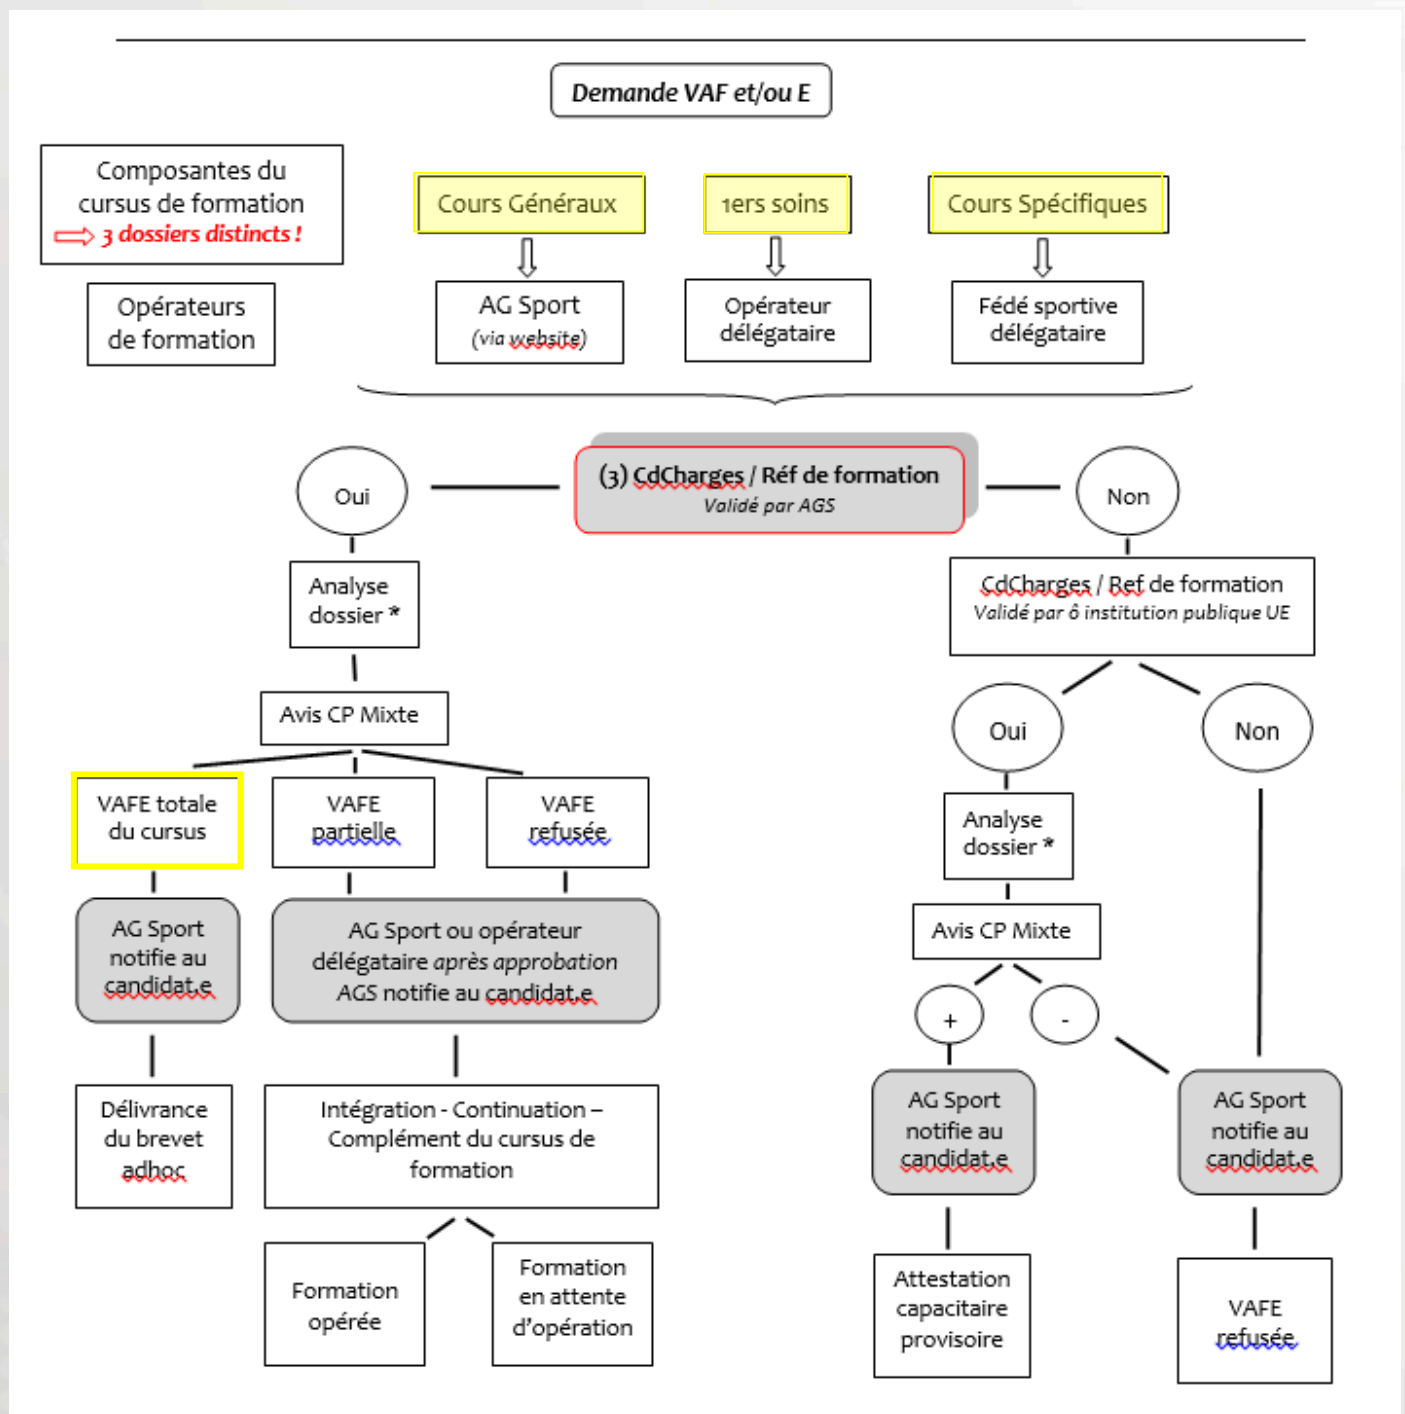 Demande VAF et/ou E
Composantes du
cursus de formation
3 dossiers distincts !
Cours Généraux
1ers soins
Cours Spécifiques
Opérateurs
de formation
AG Sport
(via website)
Opérateur
délégataire
Fédé sportive
délégataire
Oui
(3) CdCharges / Réf de formation
Validé par AGS
Non
Analyse
dossier *
CdCharges / Ref de formation
Validé par ô institution publique UE
Avis CP Mixte
Oui
Non
VAFE totale
du cursus
VAFE
partielle
VAFE
refusée
Analyse
dossier *
AG Sport
notifie au
candidat.e
AG Sport ou opérateur
délégataire après approbation
AGS notifie au candidat.e
Avis CP Mixte
+
-
Délivrance
du brevet
adhoc
Intégration - Continuation –
Complément du cursus de
formation
AG Sport
notifie au
candidat.e
AG Sport
notifie au
candidat.e
Formation
opérée
Formation
en attente
d'opération
Attestation
capacitaire
provisoire
VAFE
refusée